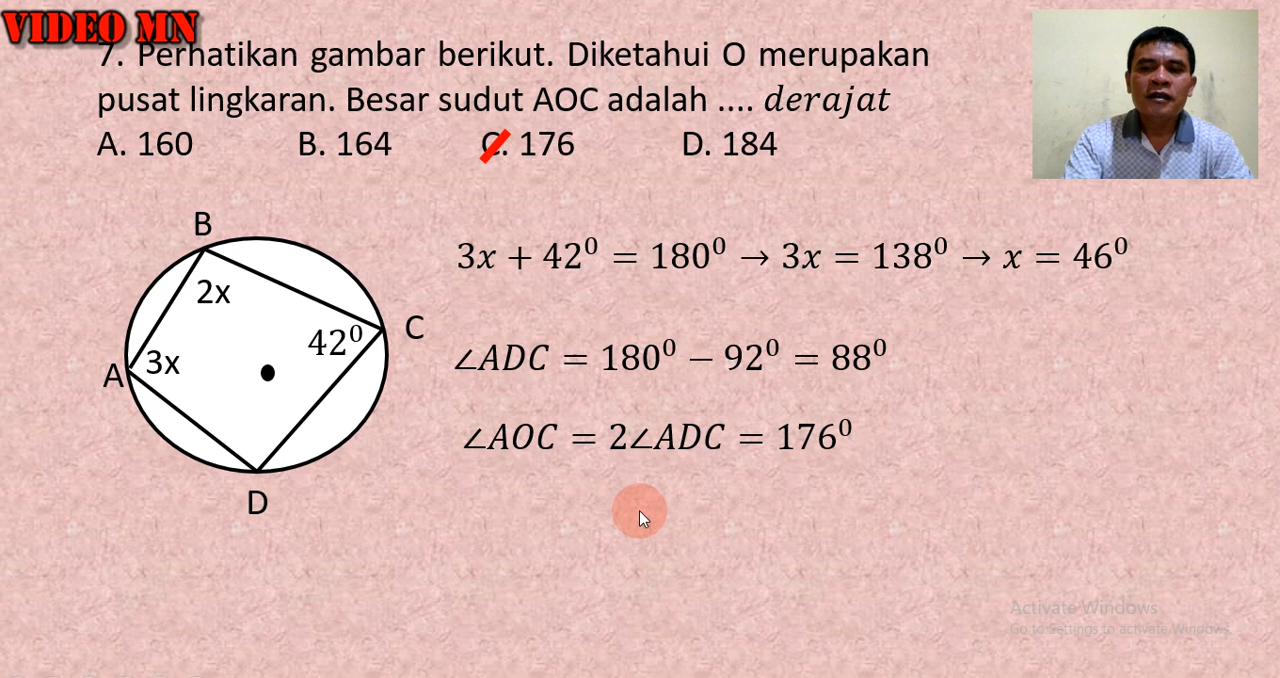 VIDEO MN
7. Perhatikan gambar berikut. Diketahui O merupakan
pusat lingkaran. Besar sudut AOC adalah .... derajat
A. 160 B. 164 C. 176 D. 184
B
2x
C
42⁰
A
3x
D
3x + 42⁰ = 180⁰ → 3x = 138⁰ → x = 46⁰
∠ADC = 180⁰ − 92⁰ = 88⁰
∠AOC = 2∠ADC = 176⁰
Activate Windows
Go to Settings to activate Windows.